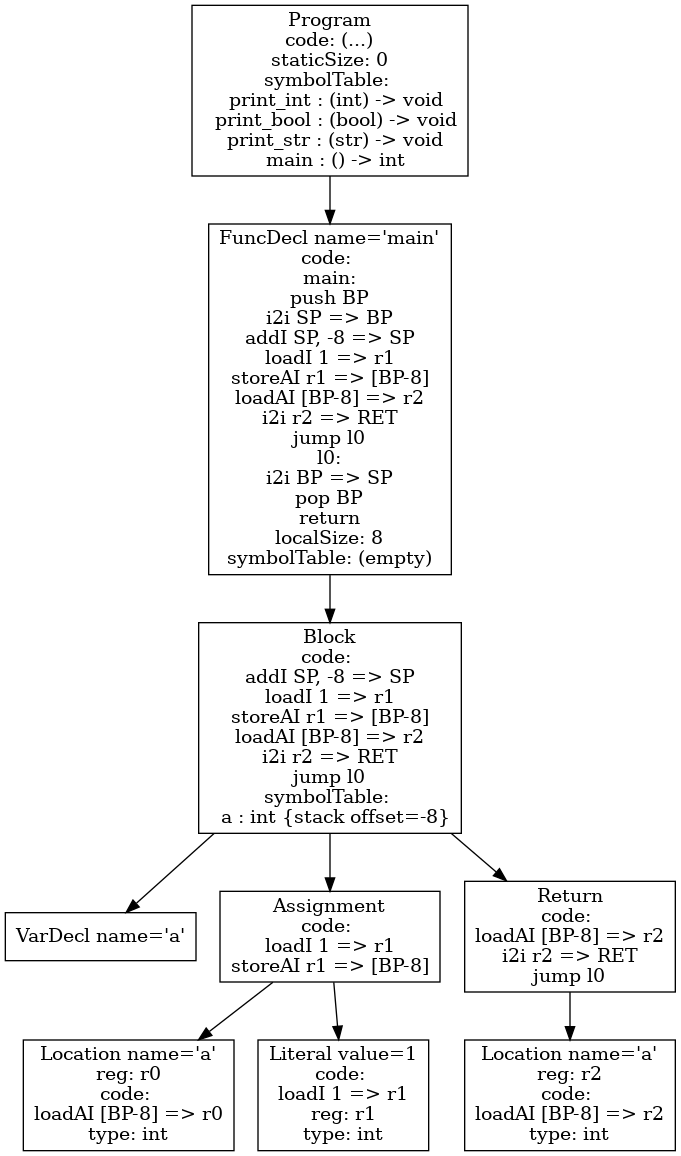 Program
code: (...)
staticSize: 0
symbolTable:
print_int : (int) -> void
print_bool : (bool) -> void
print_str : (str) -> void
main : () -> int
FuncDecl name='main'
code:
main:
push BP
i2i SP => BP
addI SP, -8 => SP
loadI 1 => r1
storeAI r1 => [BP-8]
loadAI [BP-8] => r2
i2i r2 => RET
jump l0
l0:
i2i BP => SP
pop BP
return
localSize: 8
symbolTable: (empty)
Block
code:
addI SP, -8 => SP
loadI 1 => r1
storeAI r1 => [BP-8]
loadAI [BP-8] => r2
i2i r2 => RET
jump l0
symbolTable:
a : int {stack offset=-8}
VarDecl name='a'
Assignment
code:
loadI 1 => r1
storeAI r1 => [BP-8]
Return
code:
loadAI [BP-8] => r2
i2i r2 => RET
jump l0
Location name='a'
reg: r0
code:
loadAI [BP-8] => r0
type: int
Literal value=1
code:
loadI 1 => r1
reg: r1
type: int
Location name='a'
reg: r2
code:
loadAI [BP-8] => r2
type: int